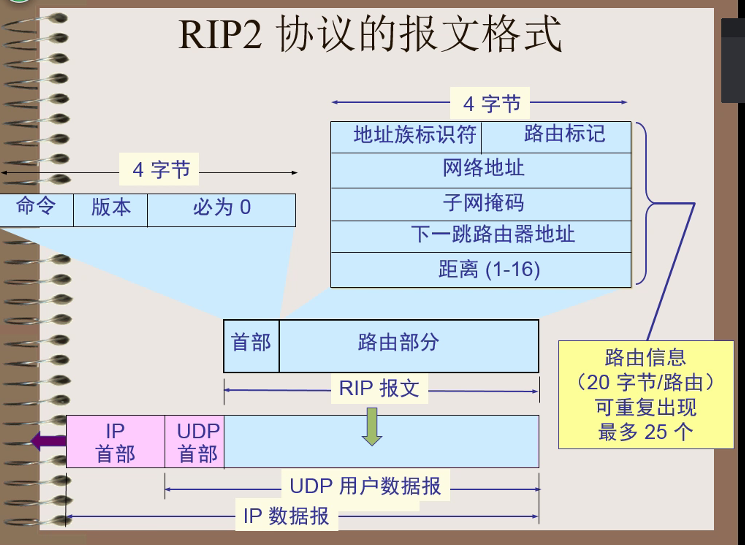 RIP2 协议的报文格式
4 字节
地址族标识符 路由标记
网络地址
子网掩码
下一跳路由器地址
距离 (1-16)
4 字节
命令 版本 必为 0
首部 路由部分
RIP 报文
路由信息
（20 字节/路由）
可重复出现
最多 25 个
IP
首部
UDP
首部
UDP 用户数据报
IP 数据报